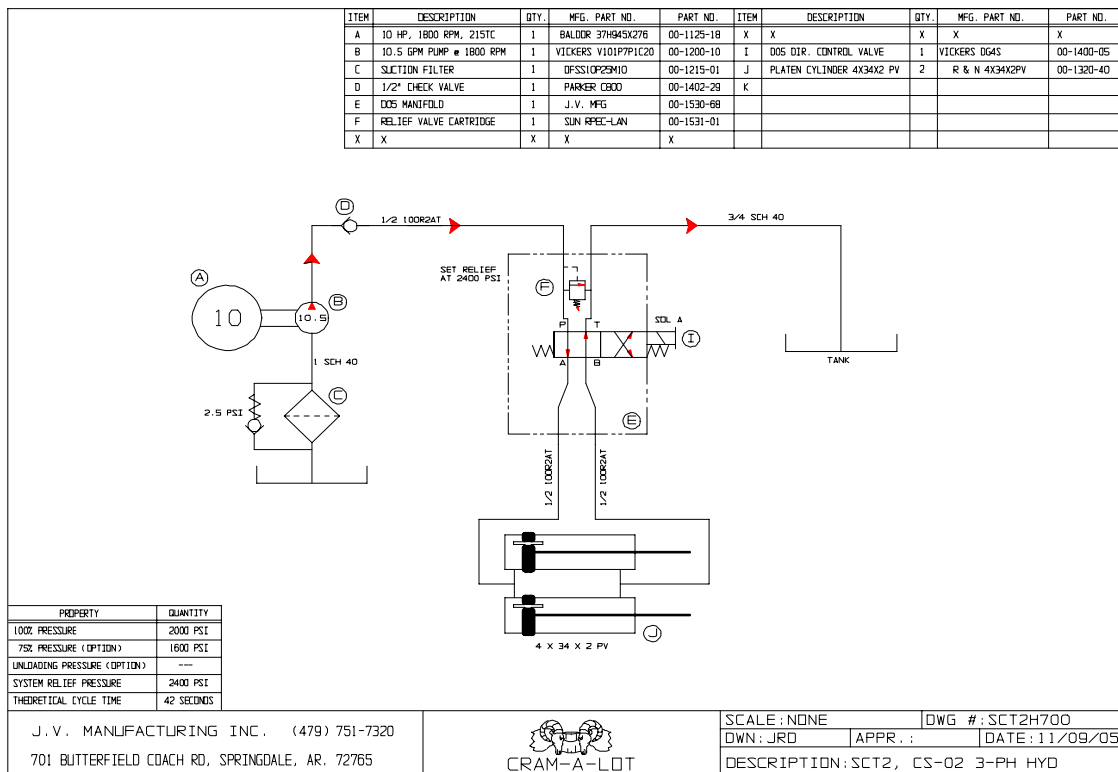 ITEM DESCRIPTION QTY. MFG. PART NO. PART NO. ITEM DESCRIPTION QTY. MFG. PART NO. PART NO.
A 10 HP, 1800 RPM, 215TC 1 BALDOR 37H945X276 00-1125-18 X X X X X
B 10.5 GPM PUMP @ 1800 RPM 1 VICKERS V101P7P1C20 00-1200-10 I D05 DIR. CONTROL VALVE 1 VICKERS DG4S 00-1400-05
C SUCTION FILTER 1 OFSS10P25M10 00-1215-01 J PLATEN CYLINDER 4X34X2 PV 2 R & N 4X34X2PV 00-1320-40
D 1/2" CHECK VALVE 1 PARKER C800 00-1402-29 K
E D05 MANIFOLD 1 J.V. MFG 00-1530-68
F RELIEF VALVE CARTRIDGE 1 SUN RPEC-LAN 00-1531-01
X X X X X
D
1/2 100R2AT
3/4 SCH 40
SET RELIEF
AT 2400 PSI
A
F
B
10
10.5
P T
SOL A
I
1 SCH 40
A B
TANK
C
2.5 PSI
E
1/2 100R2AT
1/2 100R2AT
J
4 X 34 X 2 PV
PROPERTY QUANTITY
100% PRESSURE 2000 PSI
75% PRESSURE (OPTION) 1600 PSI
UNLOADING PRESSURE (OPTION) ---
SYSTEM RELIEF PRESSURE 2400 PSI
THEORETICAL CYCLE TIME 42 SECONDS
J.V. MANUFACTURING INC. (479) 751-7320
701 BUTTERFIELD COACH RD, SPRINGDALE, AR. 72765
CRAM-A-LOT
SCALE: NONE DWG #: SCT2H700
DWN: JRD APPR.: DATE: 11/09/05
DESCRIPTION: SCT2, CS-02 3-PH HYD